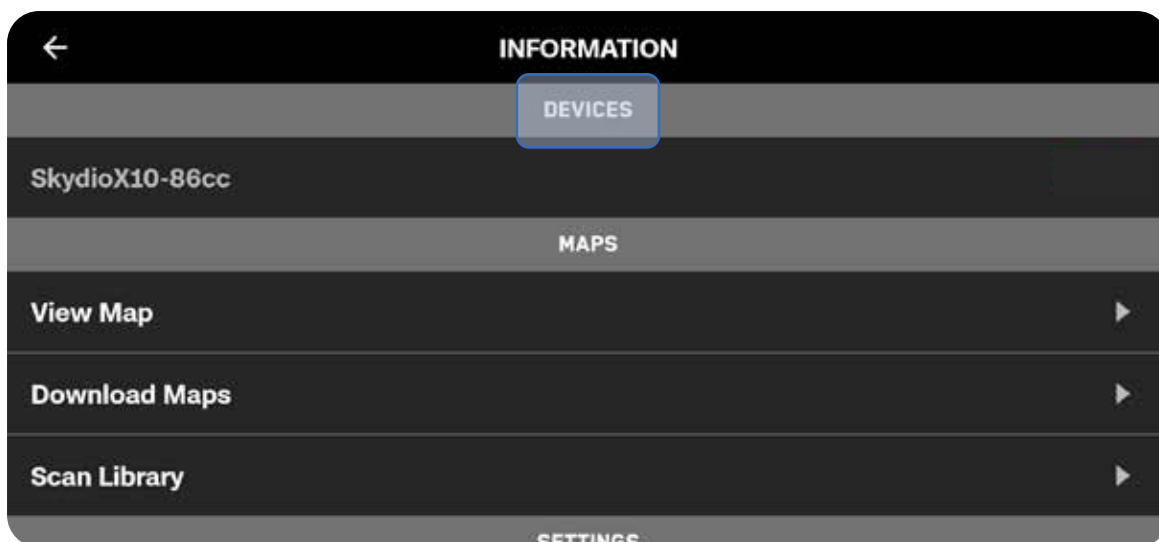 INFORMATION
DEVICES
SkydioX10-86cc
MAPS
View Map
Download Maps
Scan Library
SETTINGS